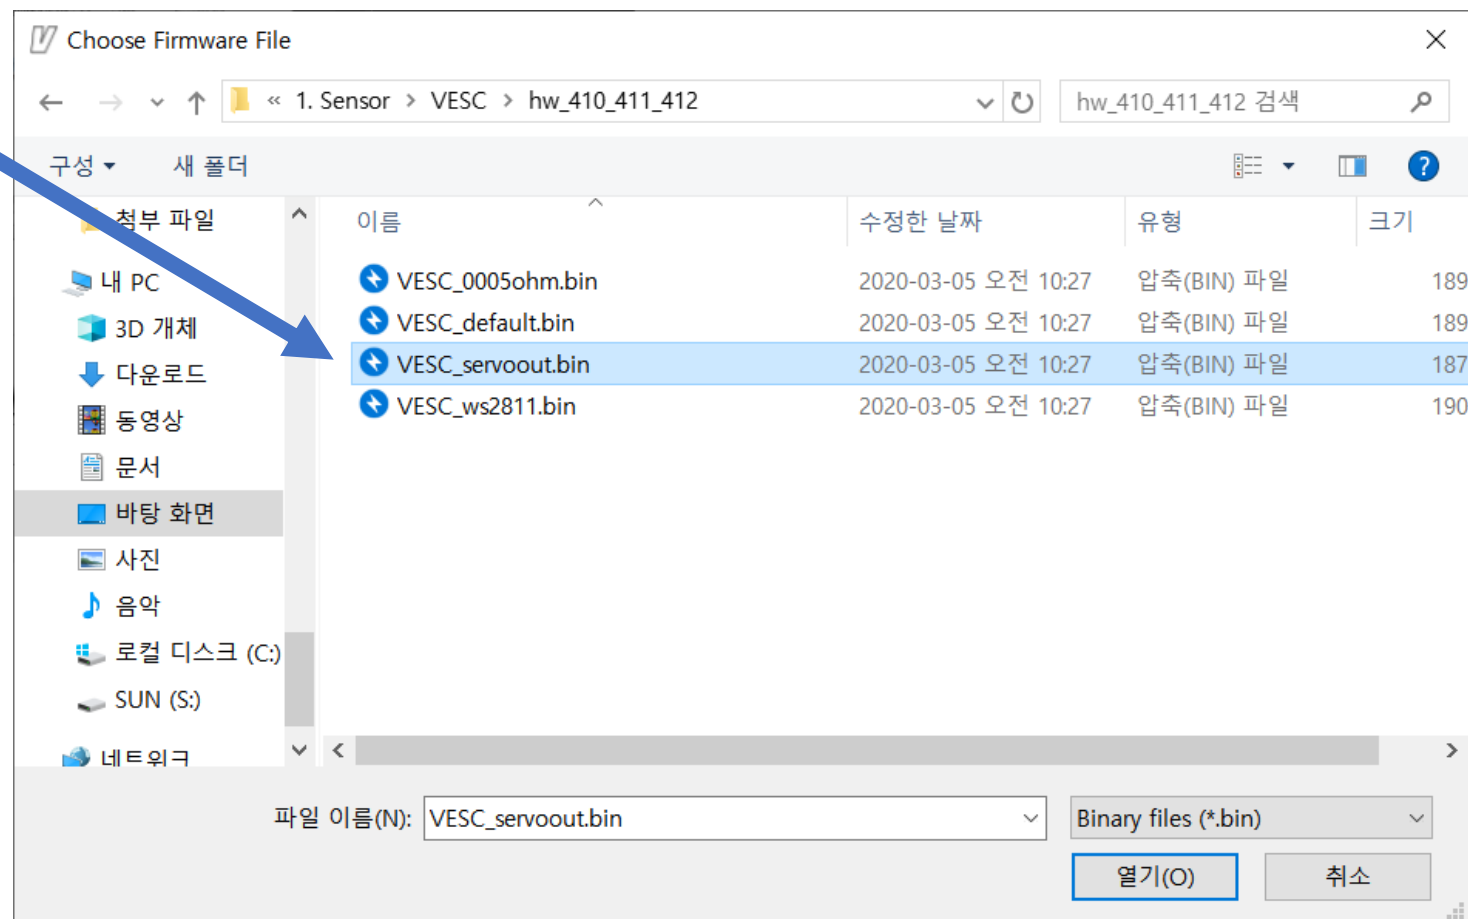 Choose Firmware File
« 1. Sensor > VESC > hw_410_411_412
hw_410_411_412 검색
구성 새 폴더
첨부 파일
내 PC
3D 개체
다운로드
동영상
문서
바탕 화면
사진
음악
로컬 디스크 (C:)
SUN (S:)
네트워크
이름 수정한 날짜 유형 크기
VESC_0005ohm.bin 2020-03-05 오전 10:27 압축(BIN) 파일 189
VESC_default.bin 2020-03-05 오전 10:27 압축(BIN) 파일 189
VESC_servoout.bin 2020-03-05 오전 10:27 압축(BIN) 파일 187
VESC_ws2811.bin 2020-03-05 오전 10:27 압축(BIN) 파일 190
파일 이름(N): VESC_servoout.bin Binary files (*.bin)
열기(O) 취소